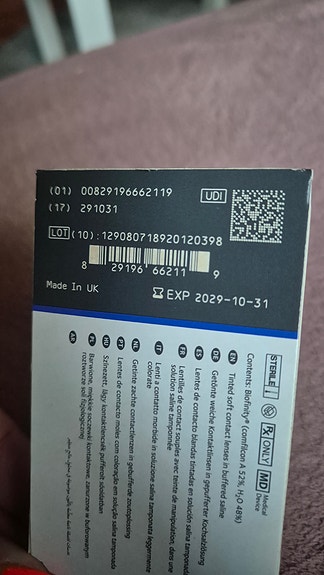 (01) 00829196662119
UDI
(17) 291031
LOT (10):129080718920120398
8 29196 66211 9
Made In UK
EXP 2029-10-31
STERILE
Rx ONLY
MD Medical Device
Contents: Biofinity® (comfilcon A 52%, H₂O 48%)
EN Tinted soft contact lenses in buffered saline
DE Getönte weiche Kontaktlinsen in gepufferter Kochsalzlösung
ES Lentes de contacto blandas tintadas en solución salina tamponada
FR Lentilles de contact souples avec teinte de manipulation, dans une
solution saline tamponnée
IT Lenti a contatto morbide in soluzione salina tamponata leggermente
colorate
NL Getinte zachte contactlenzen in gebufferde zoutoplossing
PT Lentes de contacto moles com coloração em solução salina tamponada
HU Színezett, lágy kontaktlencsék pufferelt sóoldatban
PL Barwione, miękkie soczewki kontaktowe, zanurzone w buforowanym
roztworze soli fizjologicznej
AR